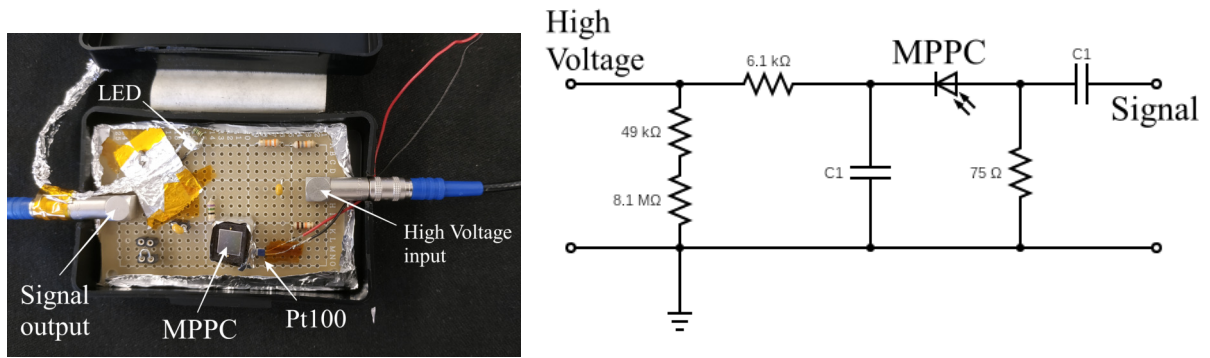 LED
Signal
output
MPPC
Pt100
High Voltage
input
High
Voltage
6.1 kΩ
MPPC
C1
Signal
49 kΩ
8.1 MΩ
C1
75 Ω